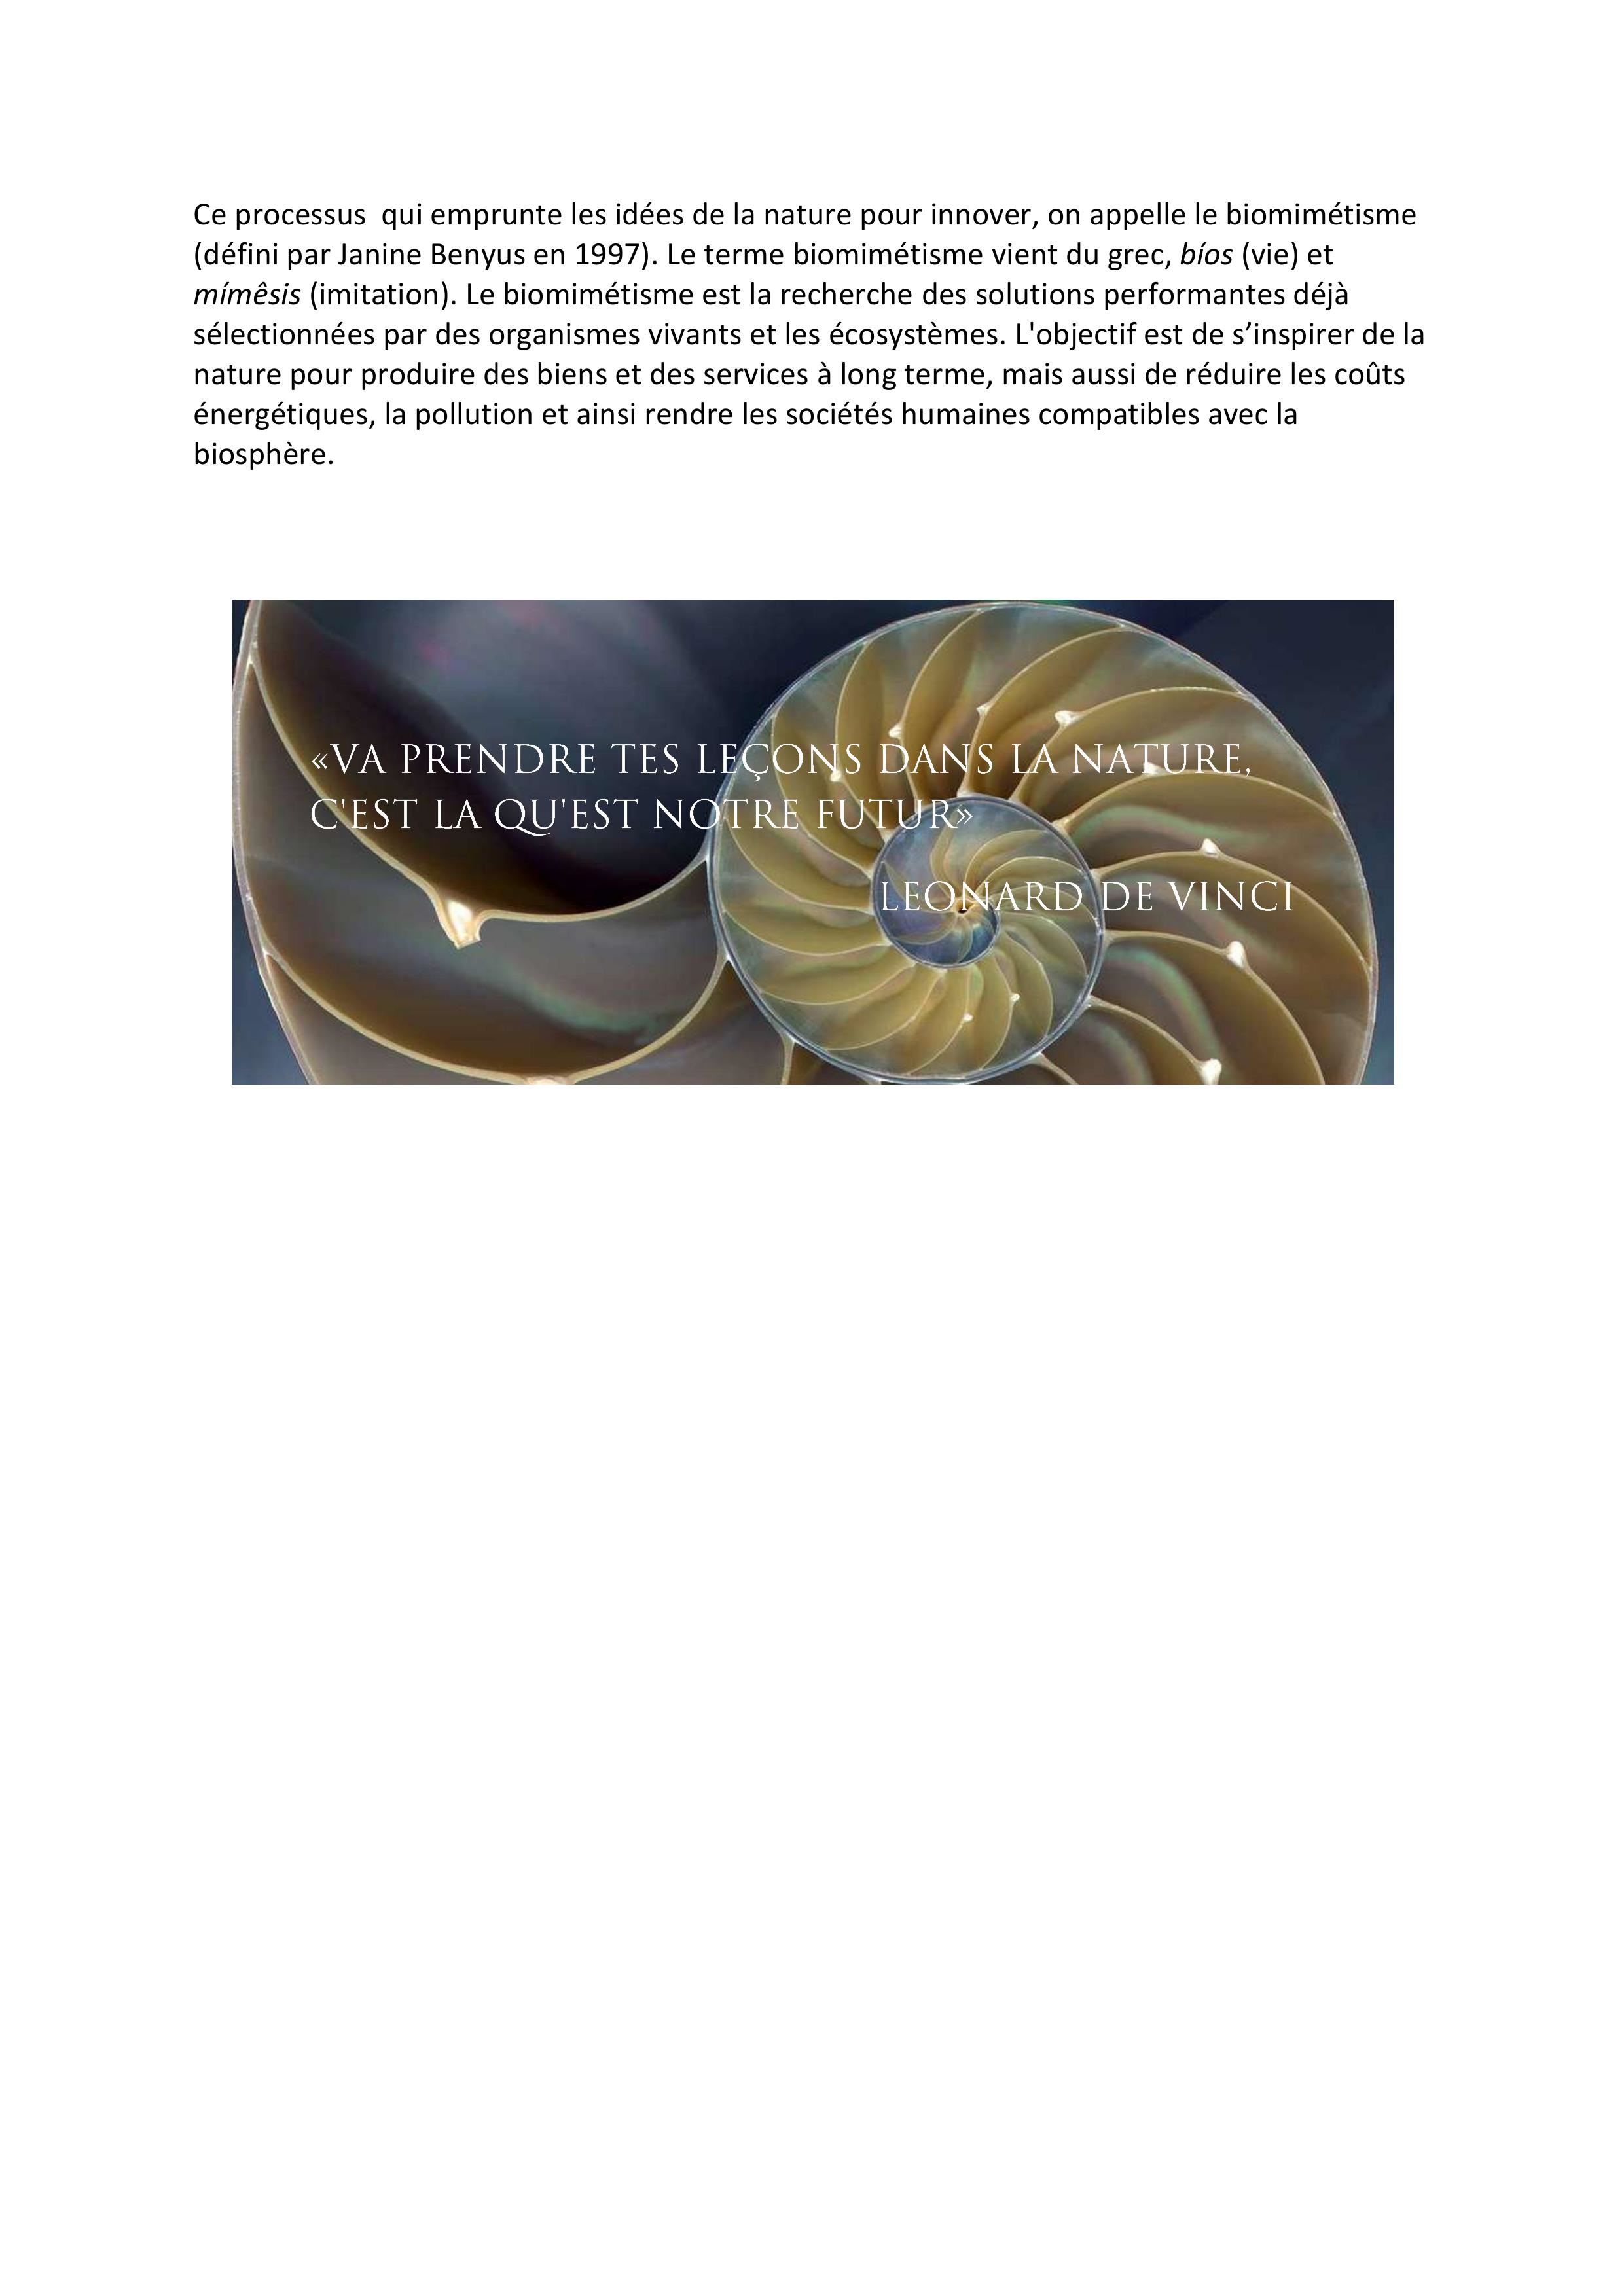 Ce processus  qui emprunte les idées de la nature pour innover, on appelle le biomimétisme
(défini par Janine Benyus en 1997). Le terme biomimétisme vient du grec, bíos (vie) et
mímêsis (imitation). Le biomimétisme est la recherche des solutions performantes déjà
sélectionnées par des organismes vivants et les écosystèmes. L'objectif est de s’inspirer de la
nature pour produire des biens et des services à long terme, mais aussi de réduire les coûts
énergétiques, la pollution et ainsi rendre les sociétés humaines compatibles avec la
biosphère.
«VA PRENDRE TES LEÇONS DANS LA NATURE,
C'EST LA QU'EST NOTRE FUTUR»
LEONARD DE VINCI